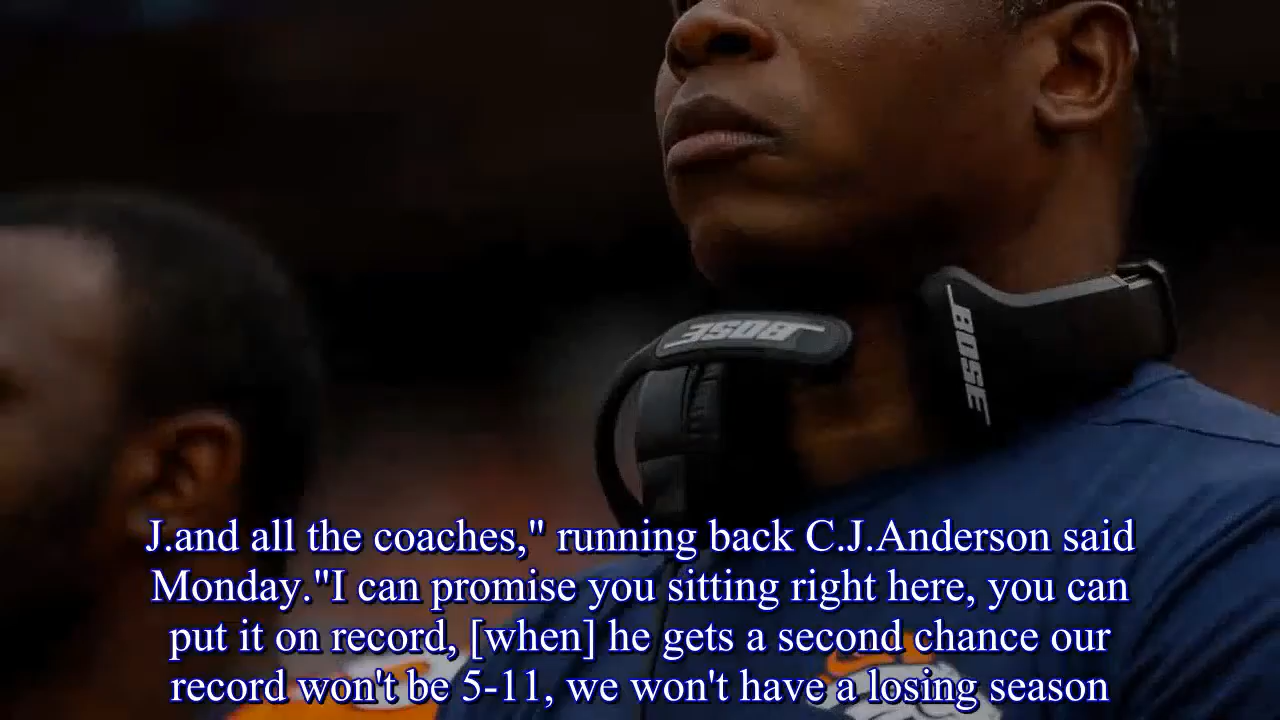 BOSE
BOSE
J.and all the coaches," running back C.J.Anderson said
Monday."I can promise you sitting right here, you can
put it on record, [when] he gets a second chance our
record won't be 5-11, we won't have a losing season